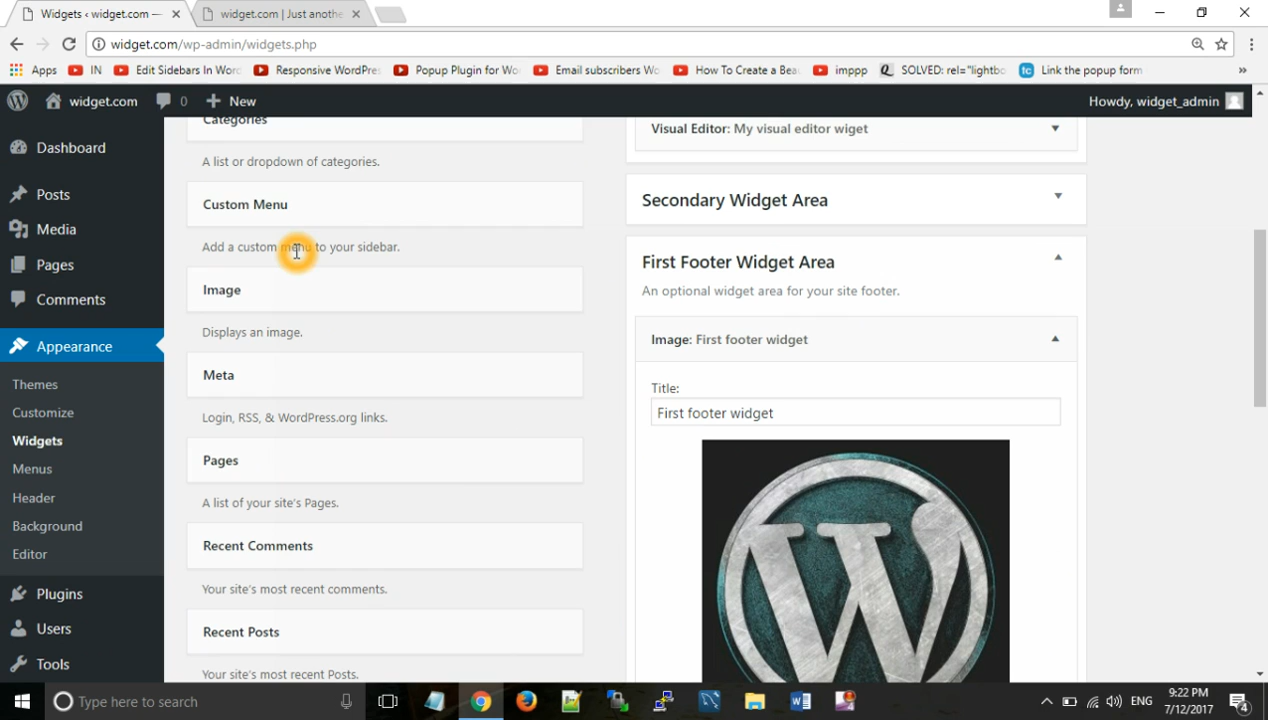 Widgets ‹ widget.com —
widget.com | Just anothe
widget.com/wp-admin/widgets.php
Apps
IN
Edit Sidebars In Word
Responsive WordPre
Popup Plugin for Wo
Email subscribers Wo
How To Create a Bea
imppp
SOLVED: rel="lightbo
Link the popup form
»
widget.com
0
New
Howdy, widget_admin
Dashboard
Posts
Media
Pages
Comments
Appearance
Themes
Customize
Widgets
Menus
Header
Background
Editor
Plugins
Users
Tools
Categories
A list or dropdown of categories.
Custom Menu
Add a custom menu to your sidebar.
Image
Displays an image.
Meta
Login, RSS, & WordPress.org links.
Pages
A list of your site's Pages.
Recent Comments
Your site's most recent comments.
Recent Posts
Your site's most recent Posts.
Visual Editor: My visual editor wiget
Secondary Widget Area
First Footer Widget Area
An optional widget area for your site footer.
Image: First footer widget
Title:
First footer widget
W
Type here to search
ENG
9:22 PM
7/12/2017
4